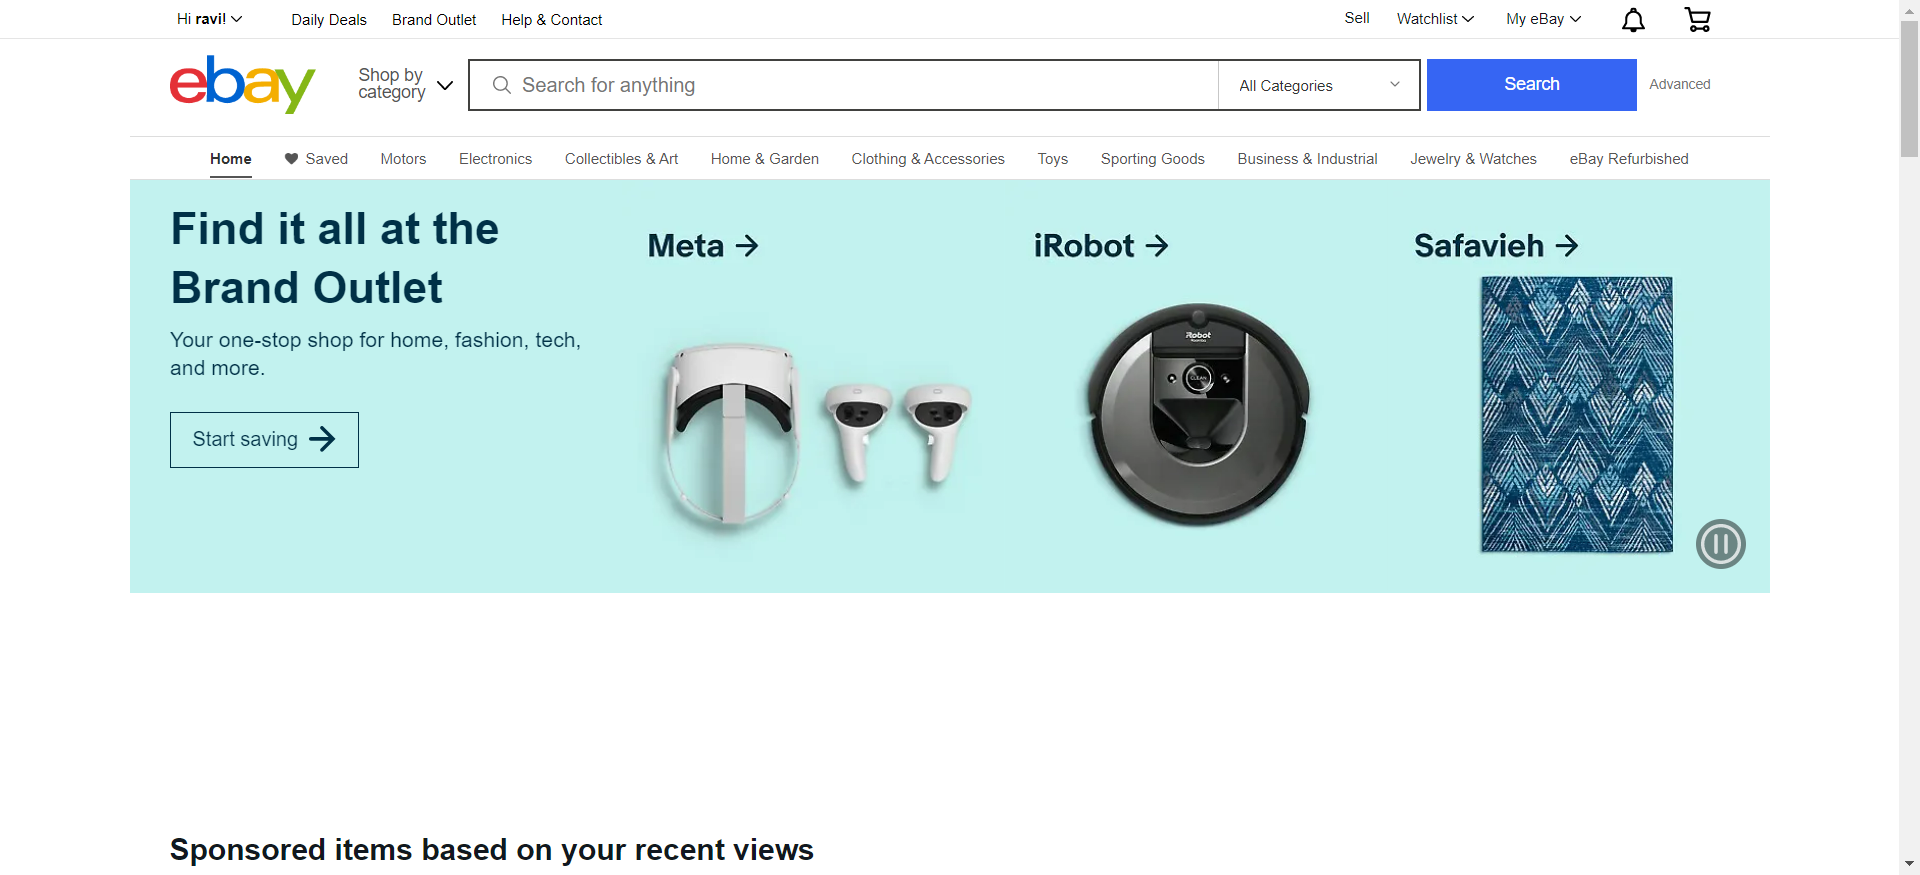 Hi ravi!
Daily Deals
Brand Outlet
Help & Contact
Sell
Watchlist
My eBay
ebay
Shop by
category
Search for anything
All Categories
Search
Advanced
Home
Saved
Motors
Electronics
Collectibles & Art
Home & Garden
Clothing & Accessories
Toys
Sporting Goods
Business & Industrial
Jewelry & Watches
eBay Refurbished
Find it all at the
Brand Outlet
Your one-stop shop for home, fashion, tech,
and more.
Start saving
Meta
iRobot
Safavieh
iRobot
Roomba
CLEAN
Sponsored items based on your recent views